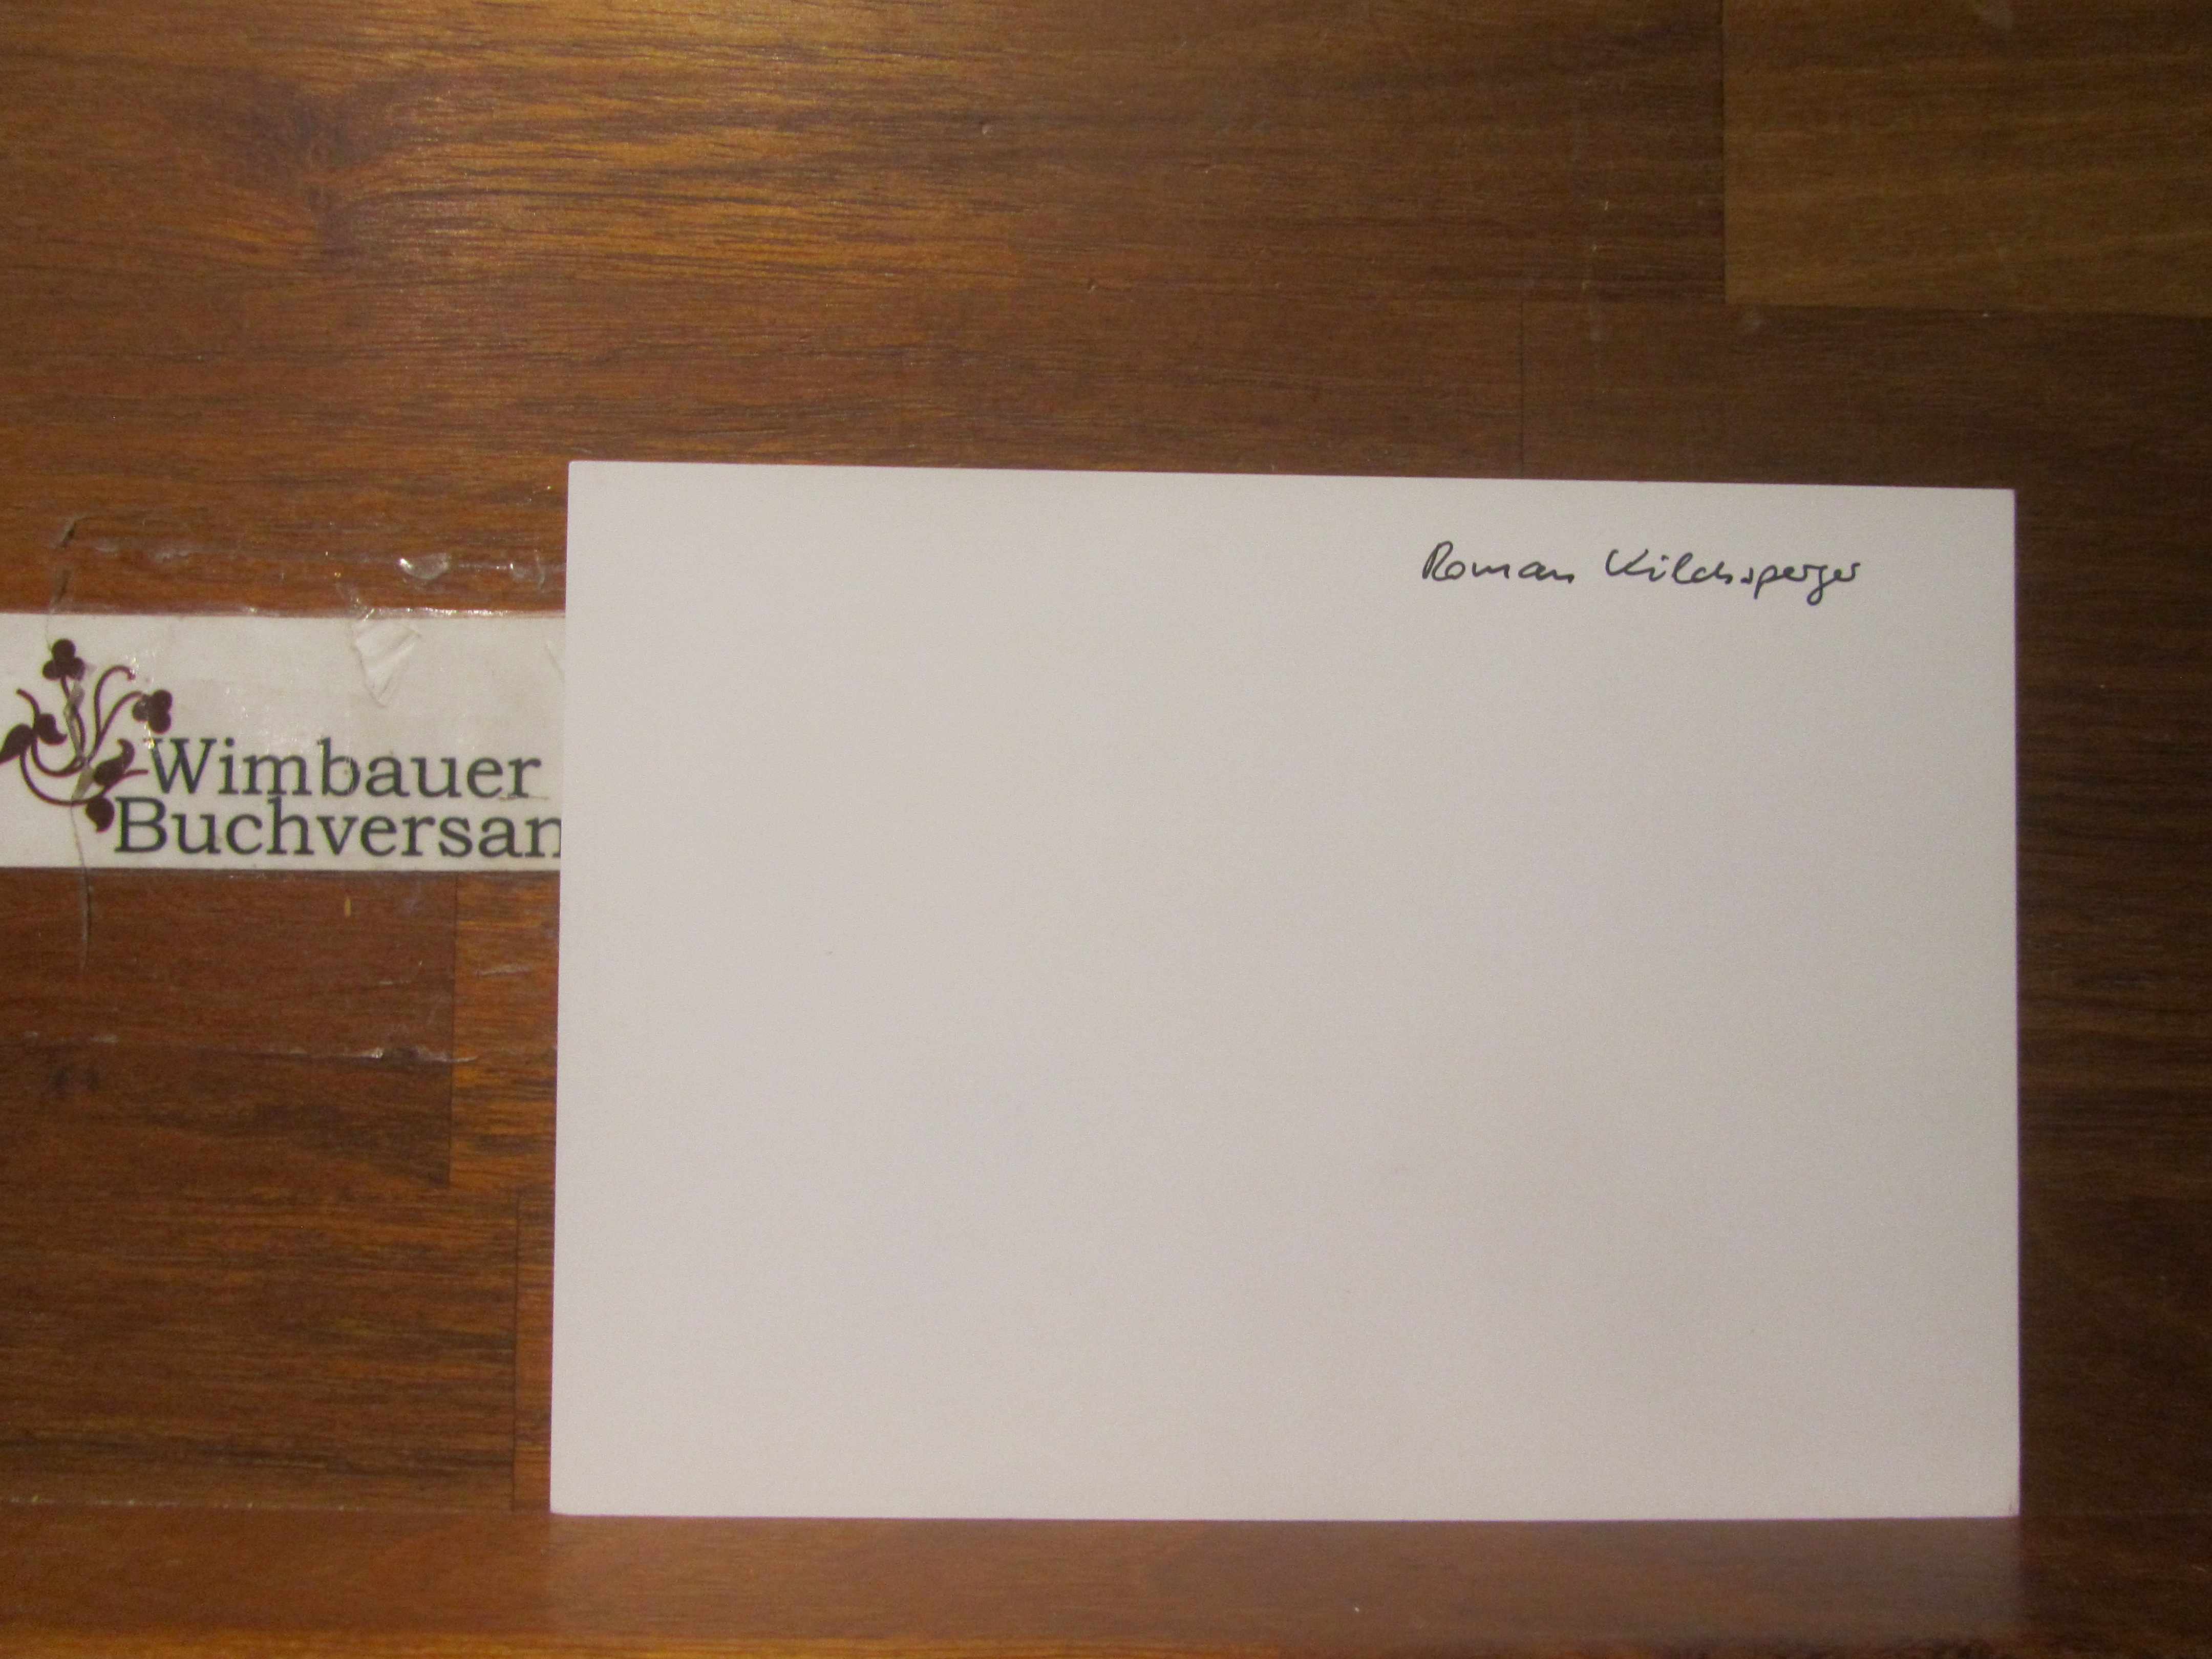 Roman Kilchsperger
Wimbauer
Buchversan